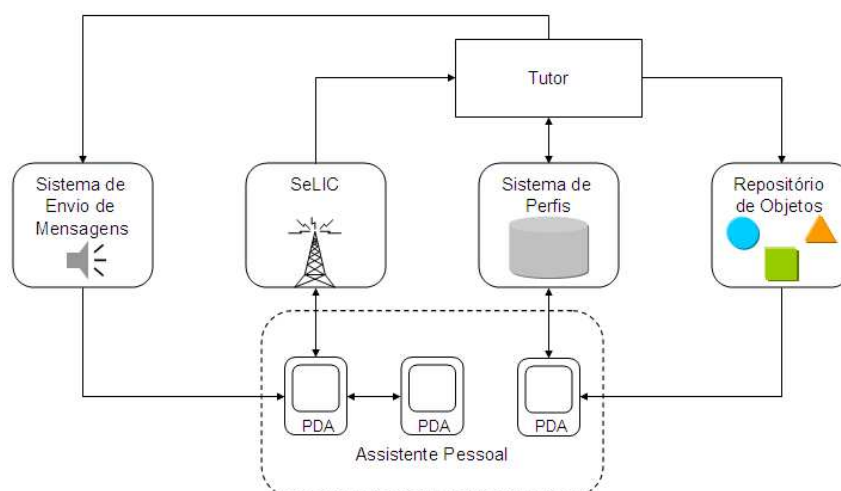 Tutor
Sistema de
Envio de
Mensagens
SeLIC
Sistema de
Perfis
Repositório
de Objetos
PDA
PDA
PDA
Assistente Pessoal